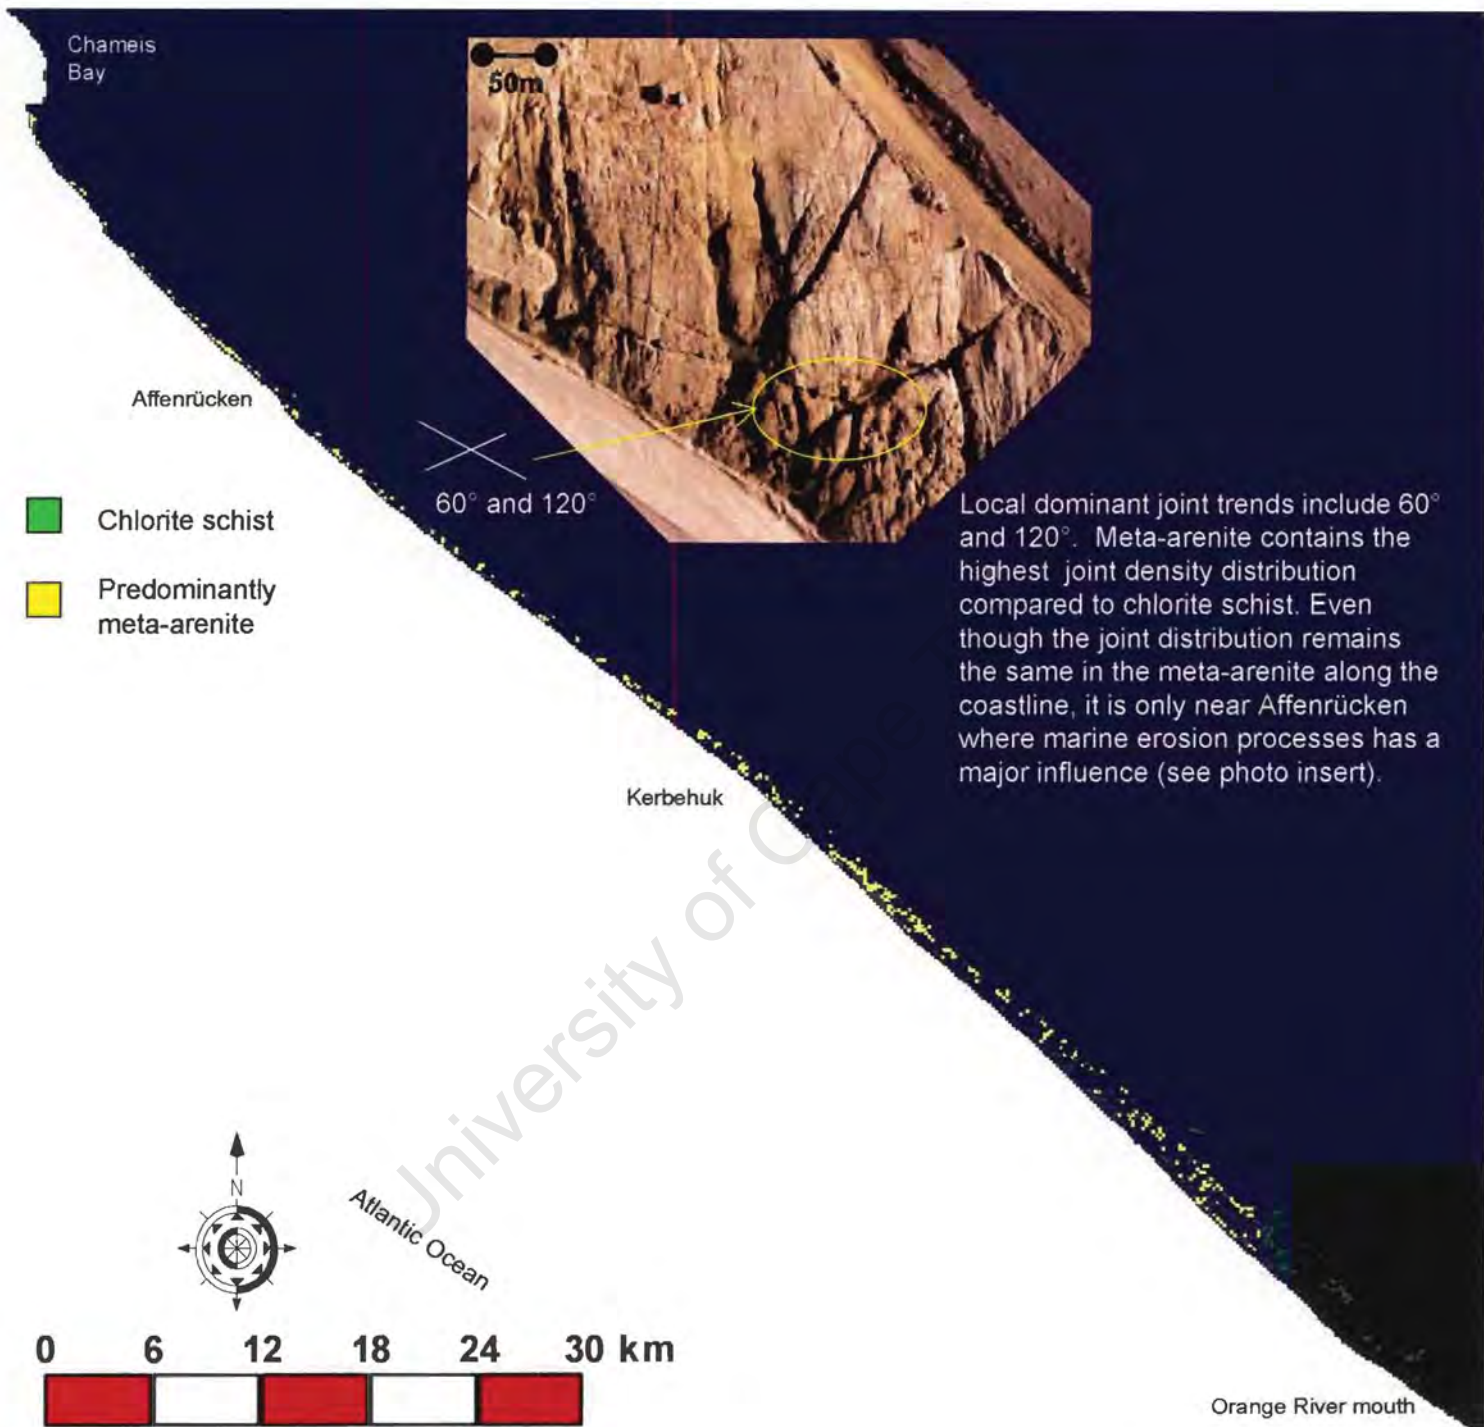 Chameis
Bay
50m
Affenrücken
60° and 120°
Chlorite schist
Predominantly
meta-arenite
Local dominant joint trends include 60°
and 120°. Meta-arenite contains the
highest joint density distribution
compared to chlorite schist. Even
though the joint distribution remains
the same in the meta-arenite along the
coastline, it is only near Affenrücken
where marine erosion processes has a
major influence (see photo insert).
Kerbehuk
University of Cape
N
Atlantic Ocean
0 6 12 18 24 30 km
Orange River mouth